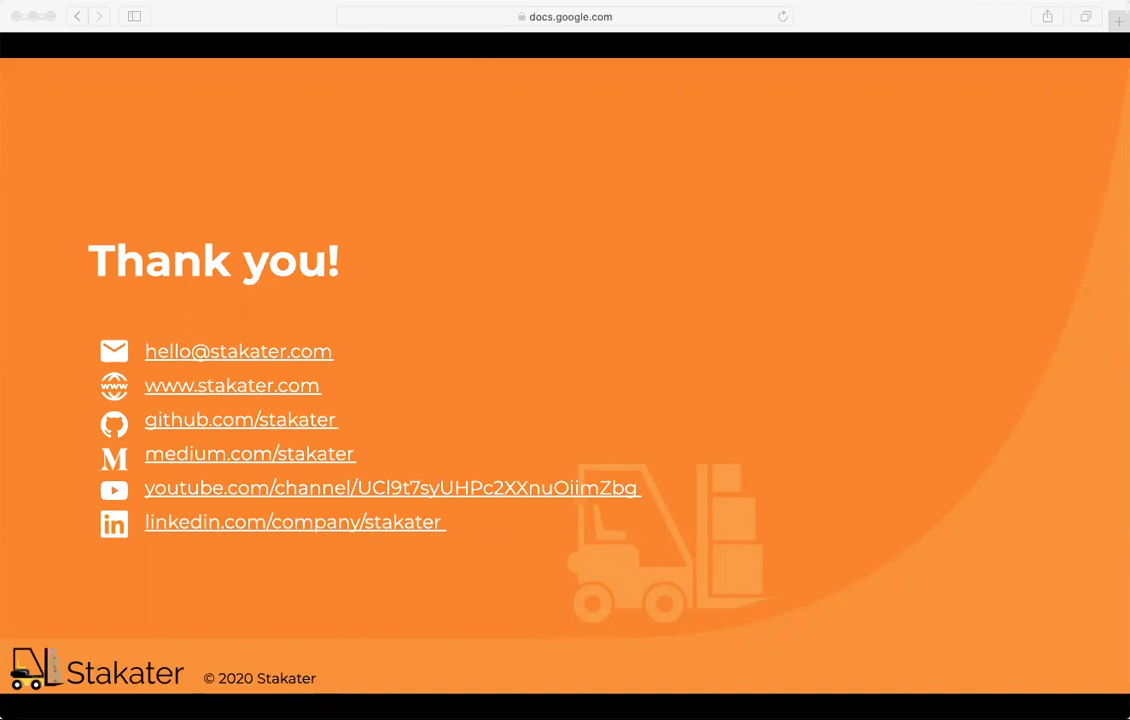 docs.google.com
Thank you!
hello@stakater.com
www.stakater.com
github.com/stakater
medium.com/stakater
youtube.com/channel/UCl9t7syUHPc2XXnuOiimZbg
linkedin.com/company/stakater
Stakater © 2020 Stakater